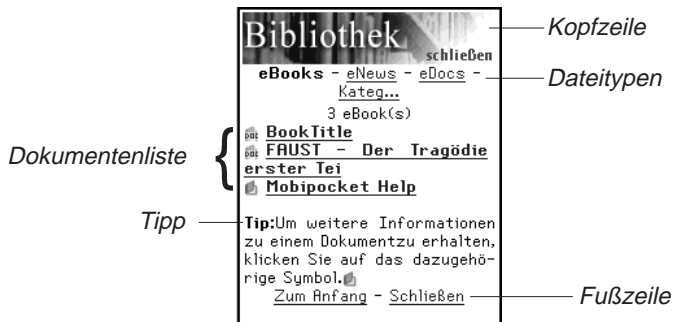 Bibliothek
schließen
Kopfzeile
eBooks - eNews - eDocs -
Kateg...
Dateitypen
3 eBook(s)
Dokumentenliste
BookTitle
FAUST - Der Tragödie
erster Tei
Mobipocket Help
Tipp
Tip:Um weitere Informationen
zu einem Dokumentzu erhalten,
klicken Sie auf das dazugehö-
rige Symbol.
Zum Anfang - Schließen
Fußzeile